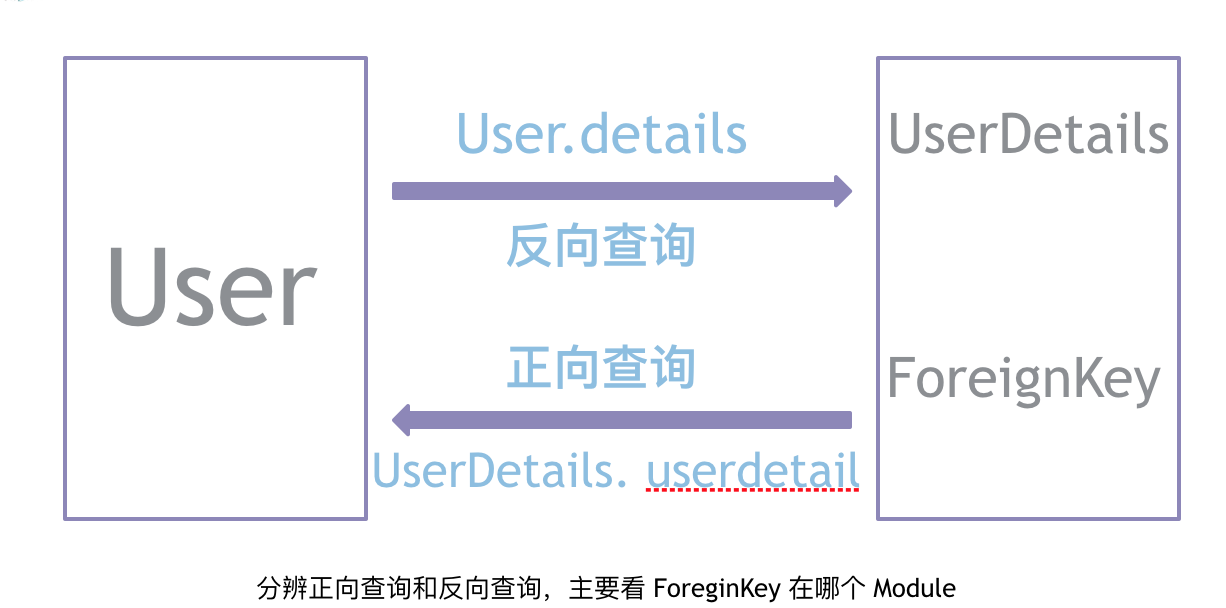 User
User.details
反向查询
正向查询
UserDetails. userdetail
UserDetails
ForeignKey
分辨正向查询和反向查询，主要看 ForeginKey 在哪个 Module